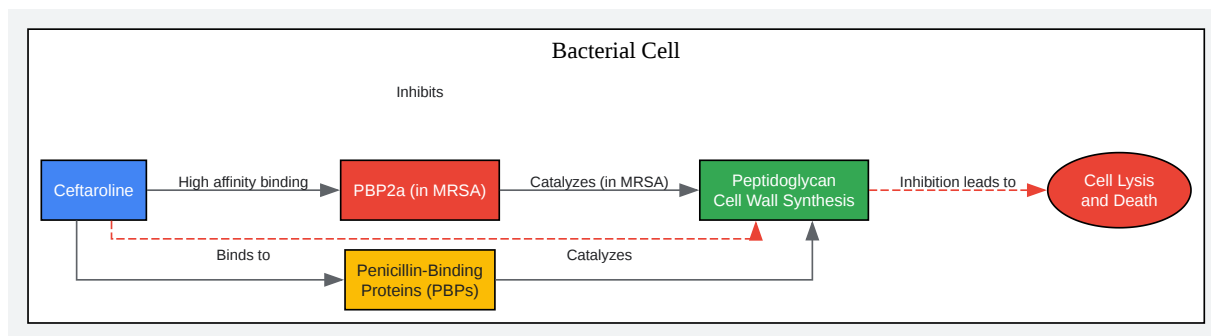 Bacterial Cell
Inhibits
Ceftaroline
High affinity binding
PBP2a (in MRSA)
Catalyzes (in MRSA)
Peptidoglycan
Cell Wall Synthesis
Inhibition leads to
Cell Lysis
and Death
Binds to
Penicillin-Binding
Proteins (PBPs)
Catalyzes